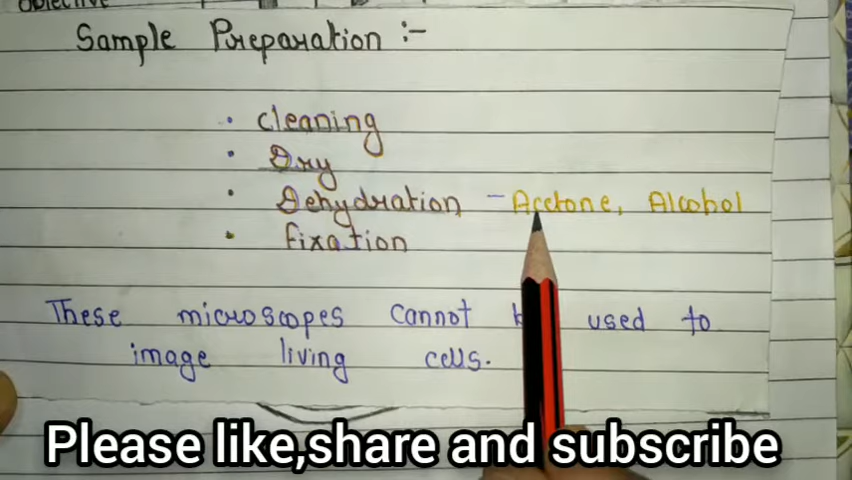 Objective
Sample Preparation :-
• Cleaning
• Dry
• Dehydration - Acetone, Alcohol
• Fixation
These microscopes cannot used to
image living cells.
Please like,share and subscribe